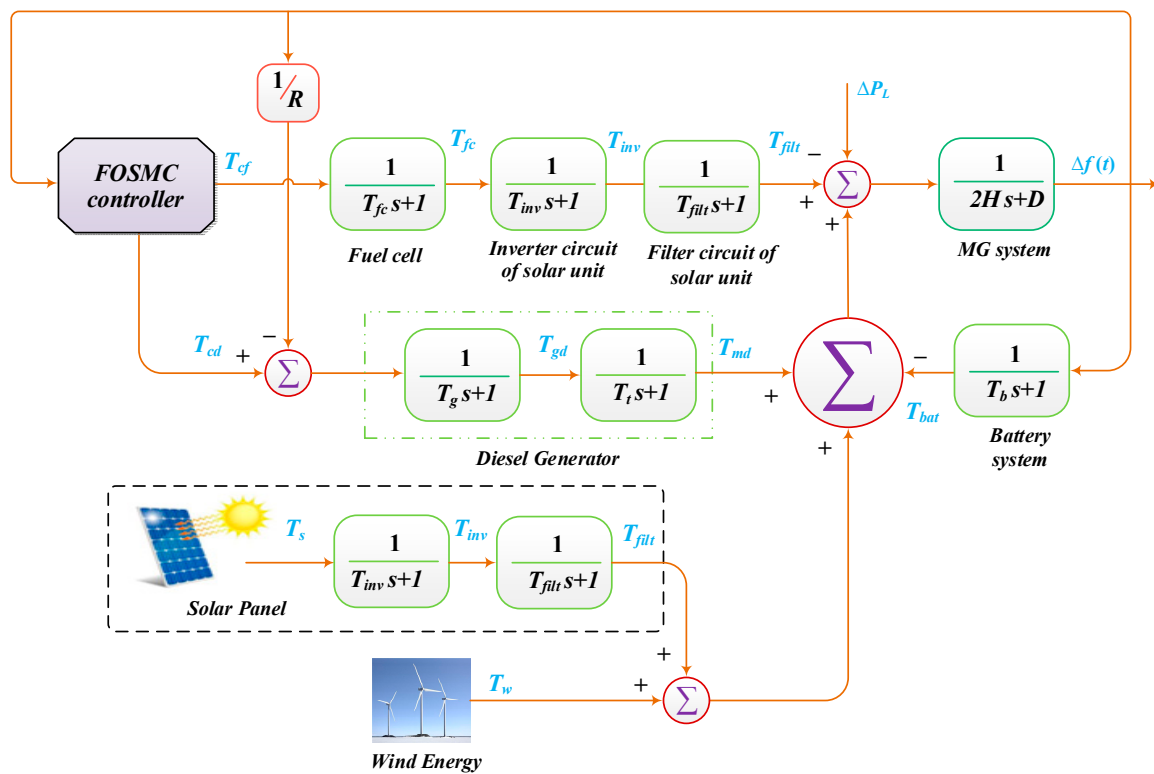 1/R
ΔP_L
FOSMC
controller
T_cf
1
T_fc s+1
Fuel cell
T_fc
1
T_inv s+1
Inverter circuit
of solar unit
T_inv
1
T_filt s+1
Filter circuit of
solar unit
T_filt
−
+
+
Σ
1
2H s+D
MG system
Δf (t)
T_cd
+
−
Σ
1
T_g s+1
T_gd
1
T_t s+1
T_md
Diesel Generator
+
−
+
Σ
T_bat
1
T_b s+1
Battery
system
Solar Panel
T_s
1
T_inv s+1
T_inv
1
T_filt s+1
T_filt
+
+
Σ
T_w
Wind Energy